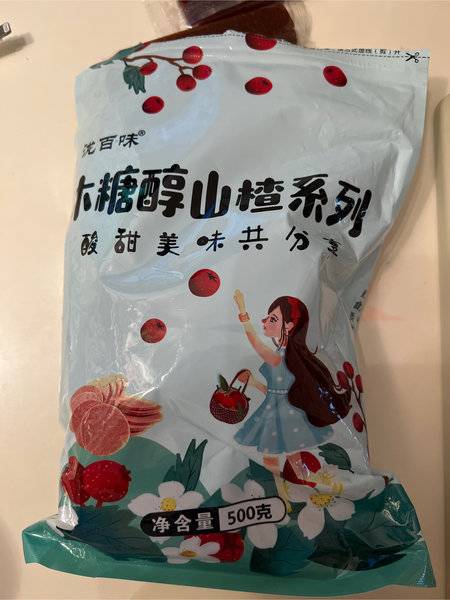 百味®
木糖醇山楂系列
酸甜美味共分享
净含量 500克